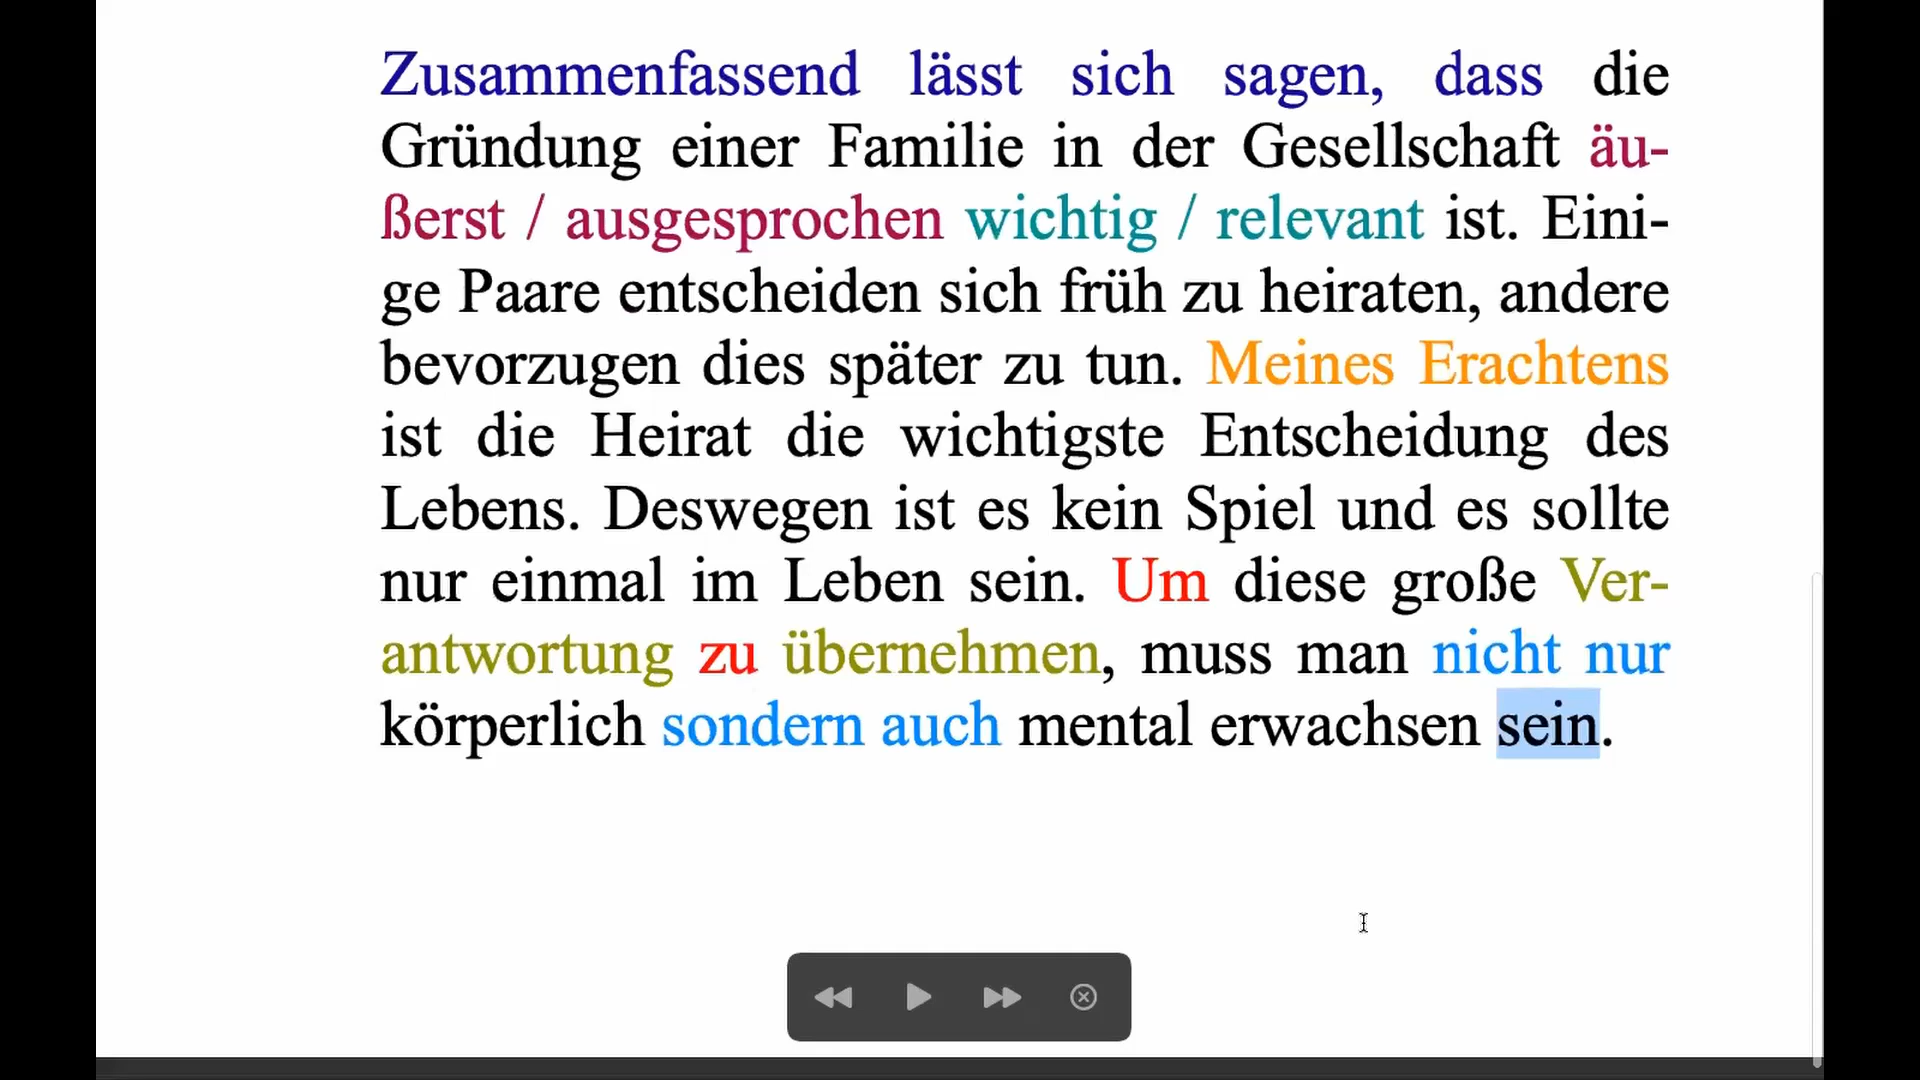 Zusammenfassend lässt sich sagen, dass die
Gründung einer Familie in der Gesellschaft äu-
ßerst / ausgesprochen wichtig / relevant ist. Eini-
ge Paare entscheiden sich früh zu heiraten, andere
bevorzugen dies später zu tun. Meines Erachtens
ist die Heirat die wichtigste Entscheidung des
Lebens. Deswegen ist es kein Spiel und es sollte
nur einmal im Leben sein. Um diese große Ver-
antwortung zu übernehmen, muss man nicht nur
körperlich sondern auch mental erwachsen sein.